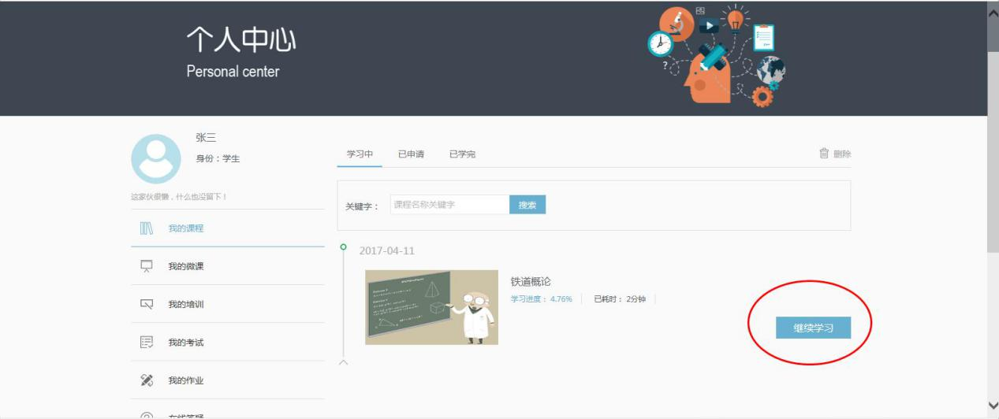 个人中心
Personal center
张三
身份：学生
这家伙很懒，什么也没留下！
我的课程
我的微课
我的培训
我的考试
我的作业
在线答疑
学习中
已申请
已学完
删除
关键字：
课程名称关键字
搜索
2017-04-11
铁道概论
学习进度： 4.76%
已耗时： 2分钟
继续学习